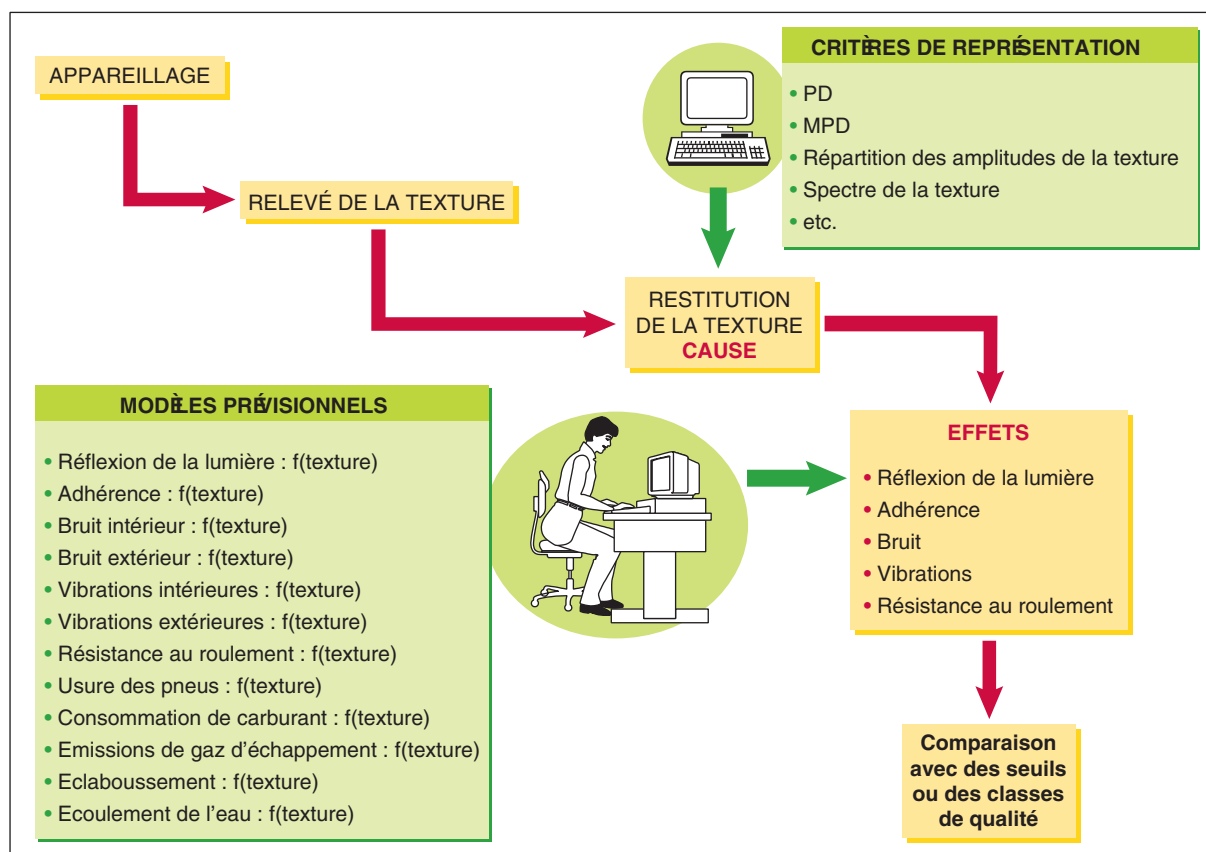 APPAREILLAGE
RELEVÉ DE LA TEXTURE
CRITÈRES DE REPRÉSENTATION
• PD
• MPD
• Répartition des amplitudes de la texture
• Spectre de la texture
• etc.
RESTITUTION
DE LA TEXTURE
CAUSE
MODÈLES PRÉVISIONNELS
• Réflexion de la lumière : f(texture)
• Adhérence : f(texture)
• Bruit intérieur : f(texture)
• Bruit extérieur : f(texture)
• Vibrations intérieures : f(texture)
• Vibrations extérieures : f(texture)
• Résistance au roulement : f(texture)
• Usure des pneus : f(texture)
• Consommation de carburant : f(texture)
• Emissions de gaz d'échappement : f(texture)
• Eclaboussement : f(texture)
• Ecoulement de l'eau : f(texture)
EFFETS
• Réflexion de la lumière
• Adhérence
• Bruit
• Vibrations
• Résistance au roulement
Comparaison
avec des seuils
ou des classes
de qualité